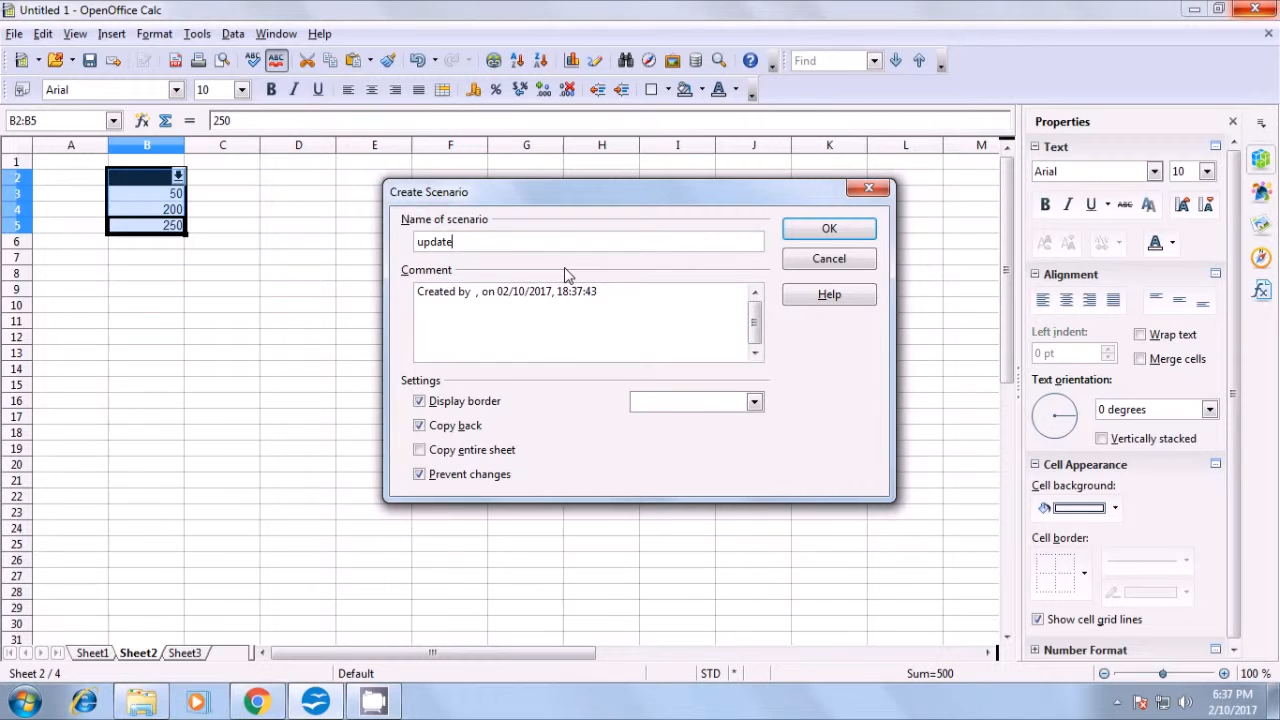 Untitled 1 - OpenOffice Calc
File Edit View Insert Format Tools Data Window Help
Find
Arial 10
B2:B5 250
A B C D E F G H I J K L M
1
2
3 50
4 200
5 250
6
7
8
9
10
11
12
13
14
15
16
17
18
19
20
21
22
23
24
25
26
27
28
29
30
31
Create Scenario
Name of scenario
update
Comment
Created by , on 02/10/2017, 18:37:43
Settings
Display border
Copy back
Copy entire sheet
Prevent changes
OK
Cancel
Help
Properties
Text
Arial 10
Alignment
Left indent:
0 pt
Wrap text
Merge cells
Text orientation:
0 degrees
Vertically stacked
Cell Appearance
Cell background:
Cell border:
Show cell grid lines
Number Format
Sheet1 Sheet2 Sheet3
Sheet 2 / 4 Default STD * Sum=500 100 %
6:37 PM
2/10/2017